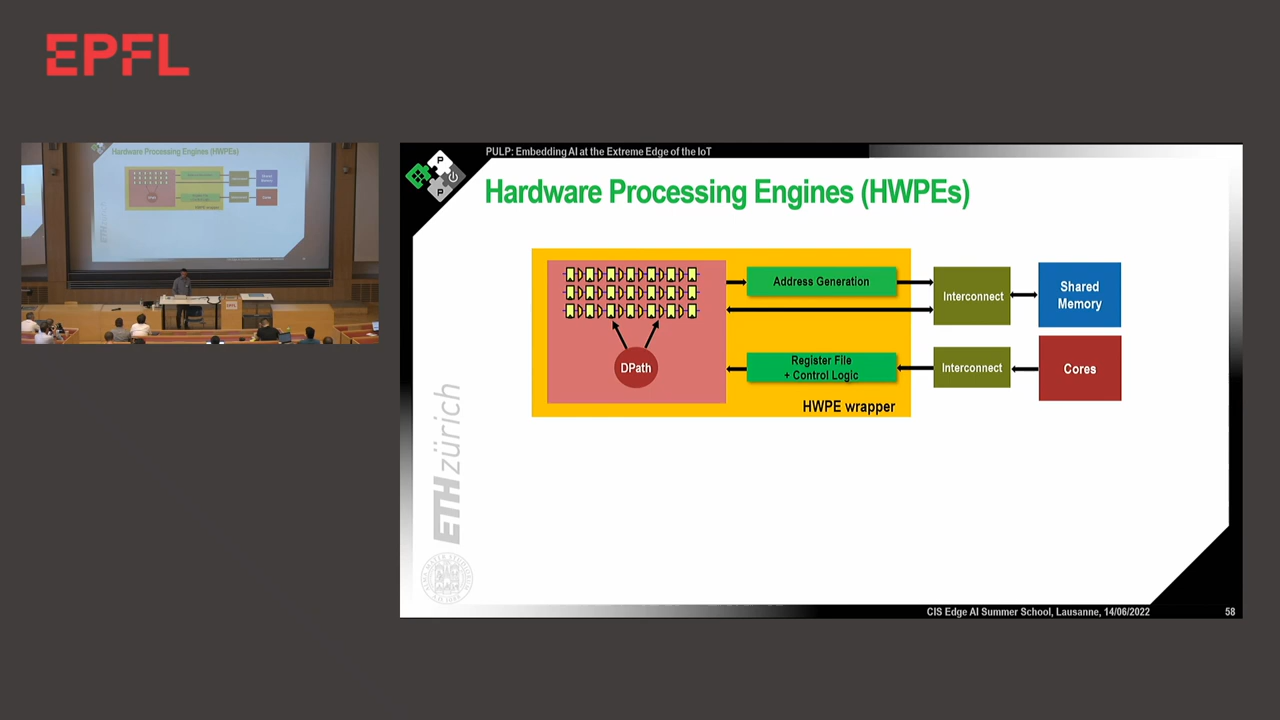 EPFL
PULP: Embedding AI at the Extreme Edge of the IoT
P
P
Hardware Processing Engines (HWPEs)
Hardware Processing Engines (HWPEs)
Address Generation
Interconnect
Shared
Memory
DPath
Register File
+ Control Logic
Interconnect
Cores
HWPE wrapper
ETH zürich
CIS Edge AI Summer School, Lausanne, 14/06/2022
58